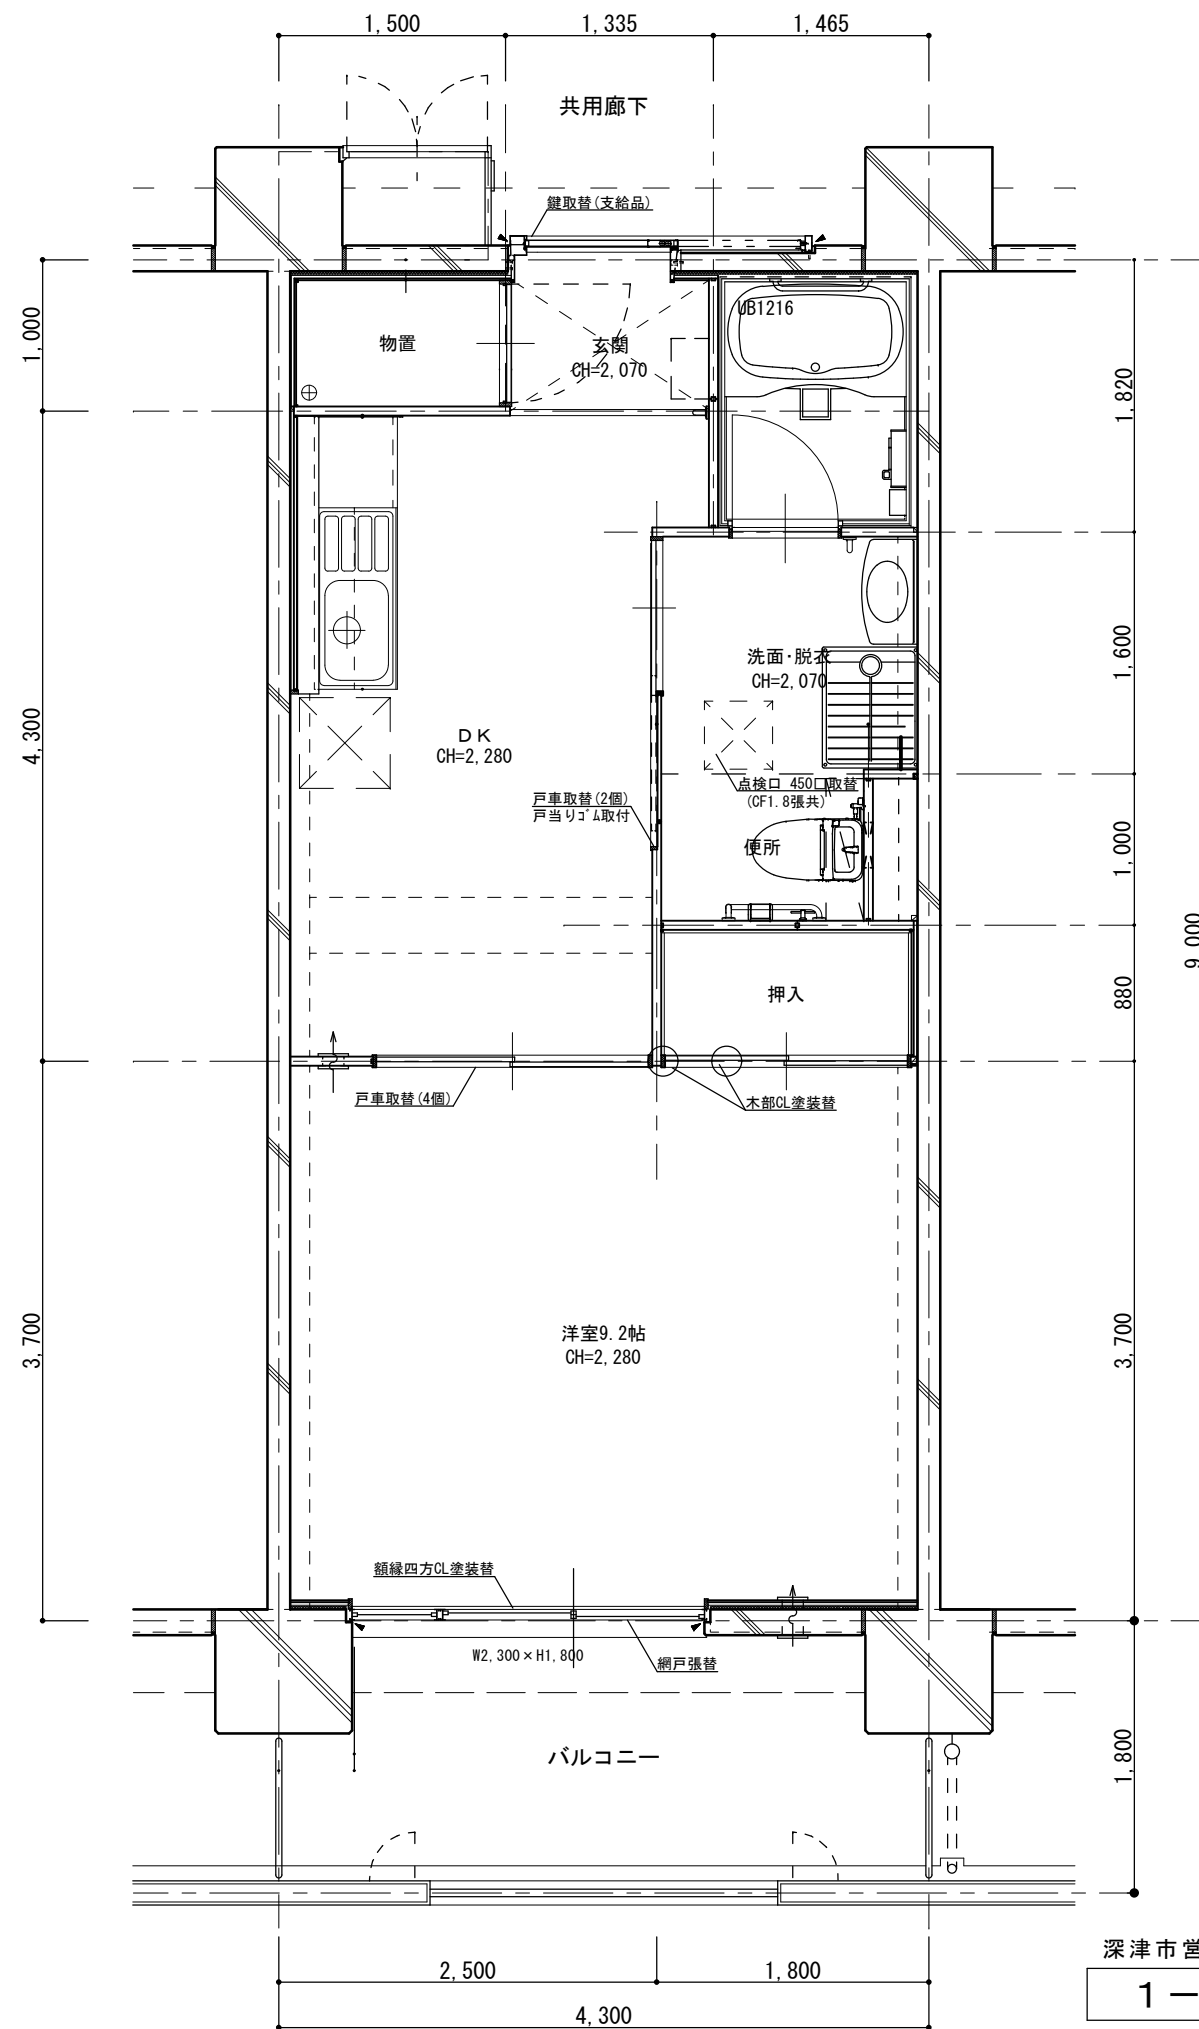 1,500
1,335
1,465
共用廊下
鍵取替(支給品)
UB1216
物置
玄関
CH=2,070
1,000
1,820
洗面・脱衣
CH=2,070
1,600
DK
CH=2,280
4,300
点検口 450口取替
(CF1.8張共)
戸車取替(2個)
戸当りゴム取付
便所
1,000
9,000
880
押入
戸車取替(4個)
木部CL塗装替
3,700
洋室9.2帖
CH=2,280
3,700
額縁四方CL塗装替
W2,300×H1,800
網戸張替
バルコニー
1,800
深津市営
1－
2,500
1,800
4,300